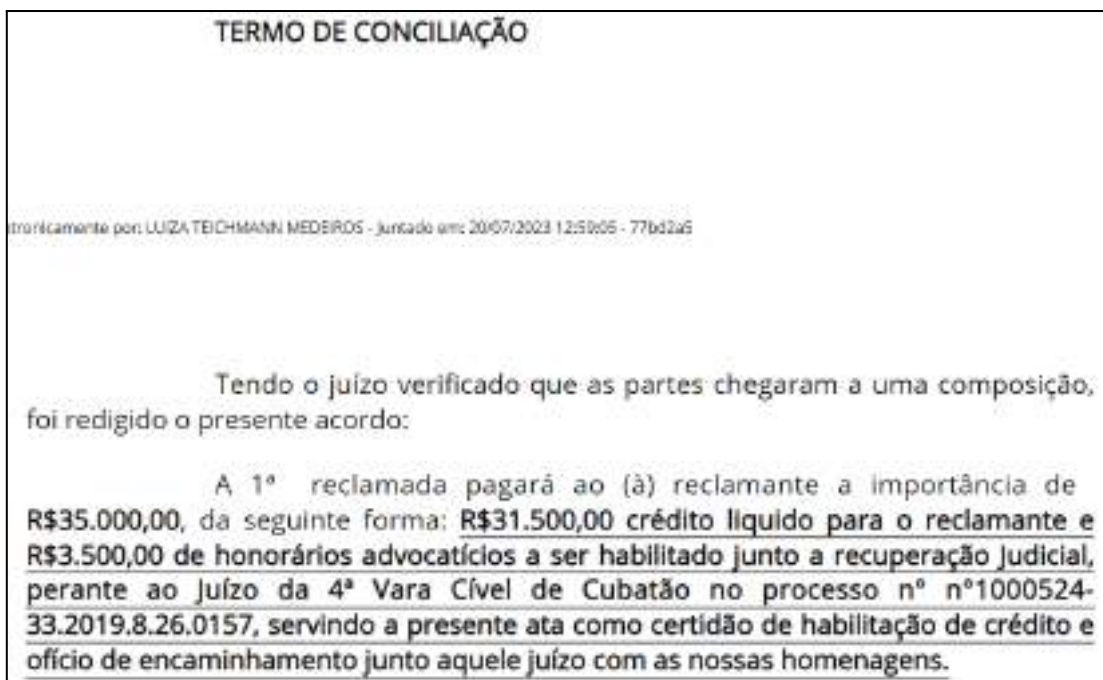 TERMO DE CONCILIAÇÃO
tronicamente por: LUIZA TEICHMANN MEDEIROS - Juntado em: 20/07/2023 12:59:05 - 77bd2a5
Tendo o juízo verificado que as partes chegaram a uma composição,
foi redigido o presente acordo:
A 1ª reclamada pagará ao (à) reclamante a importância de
R$35.000,00, da seguinte forma: R$31.500,00 crédito liquido para o reclamante e
R$3.500,00 de honorários advocatícios a ser habilitado junto a recuperação Judicial,
perante ao Juízo da 4ª Vara Cível de Cubatão no processo nº nº1000524-
33.2019.8.26.0157, servindo a presente ata como certidão de habilitação de crédito e
ofício de encaminhamento junto aquele juízo com as nossas homenagens.